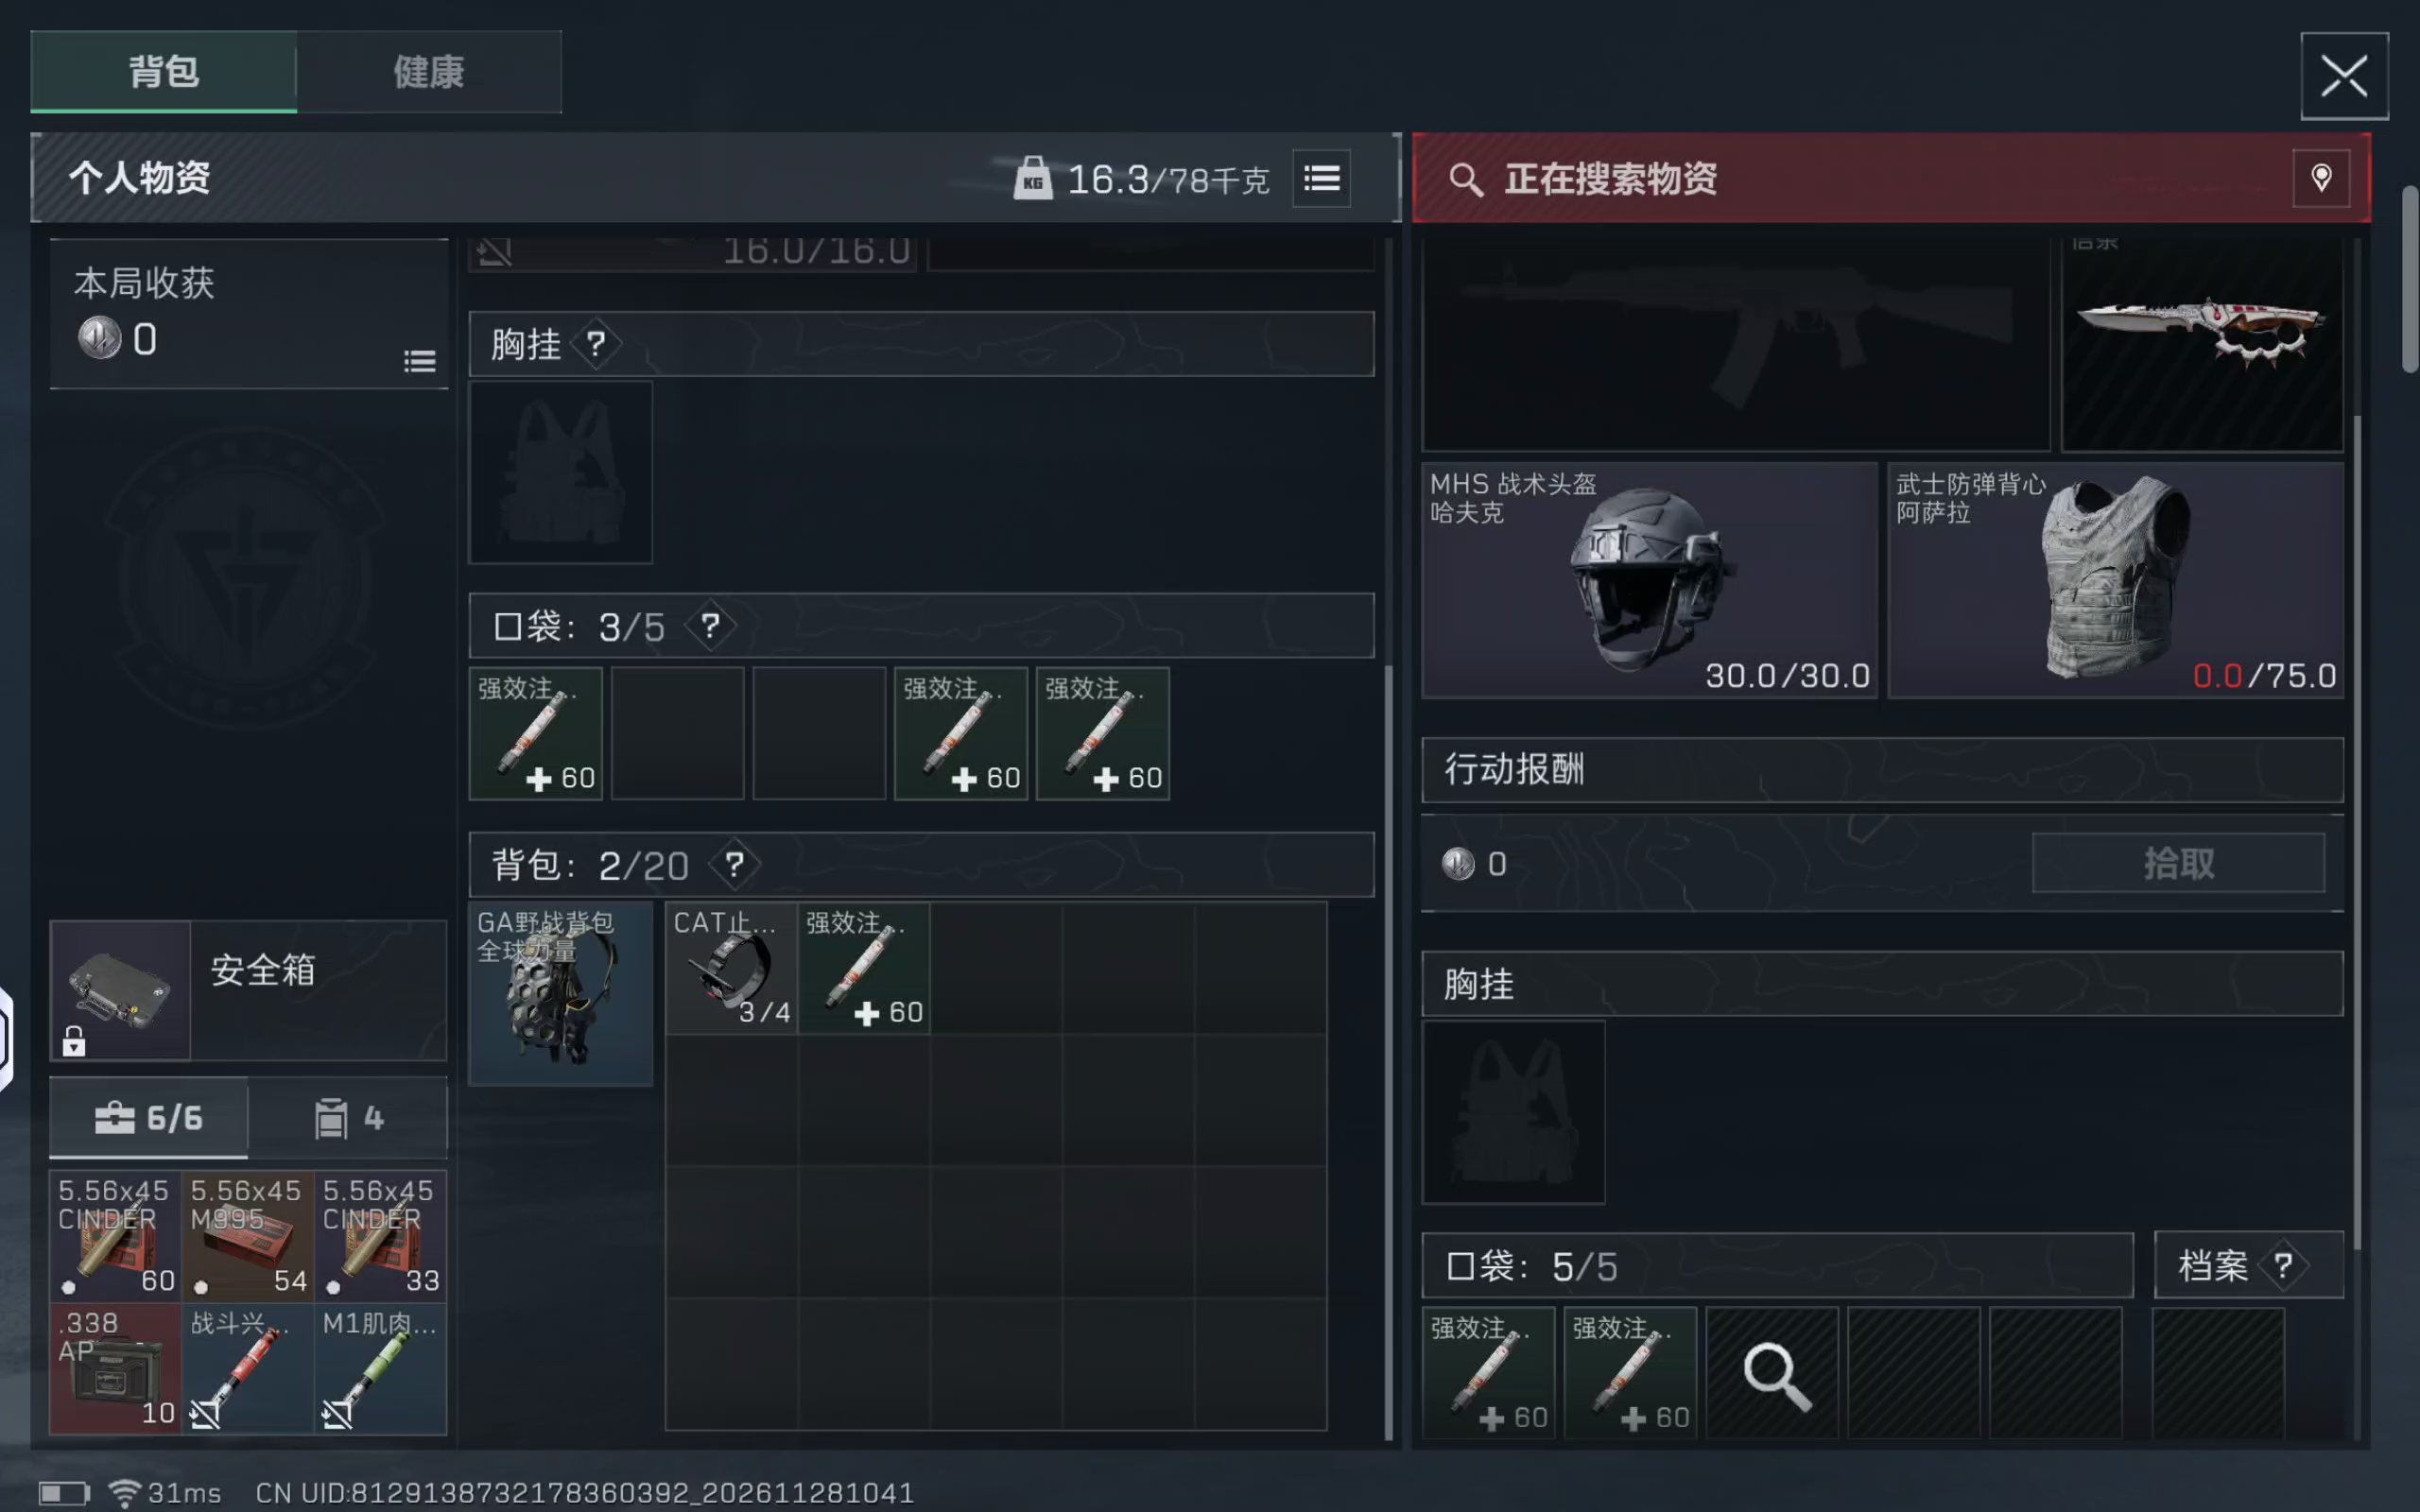 背包
健康
个人物资
KG
16.3/78千克
正在搜索物资
本局收获
0
16.0/16.0
胸挂 ?
口袋: 3/5 ?
强效注...
60
强效注...
60
强效注...
60
背包: 2/20 ?
GA野战背包
全球力量
CAT止...
3/4
强效注...
60
安全箱
6/6
4
5.56x45
CINDER
60
5.56x45
M995
54
5.56x45
CINDER
33
.338
AP
10
战斗兴...
M1肌肉...
信条
MHS 战术头盔
哈夫克
30.0/30.0
武士防弹背心
阿萨拉
0.0/75.0
行动报酬
0
拾取
胸挂
口袋: 5/5
档案 ?
强效注...
60
强效注...
60
31ms
CN UID:8129138732178360392_202611281041